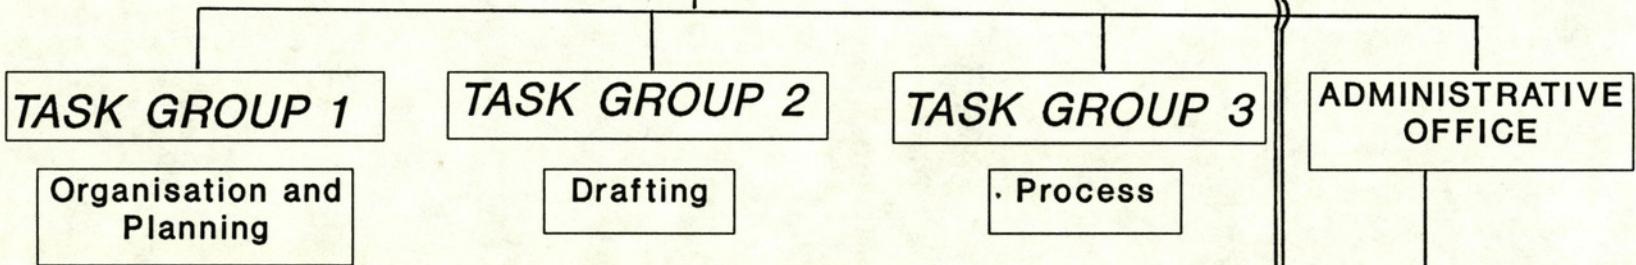 TASK GROUP 1
TASK GROUP 2
TASK GROUP 3
ADMINISTRATIVE
OFFICE
Organisation and
Planning
Drafting
Process